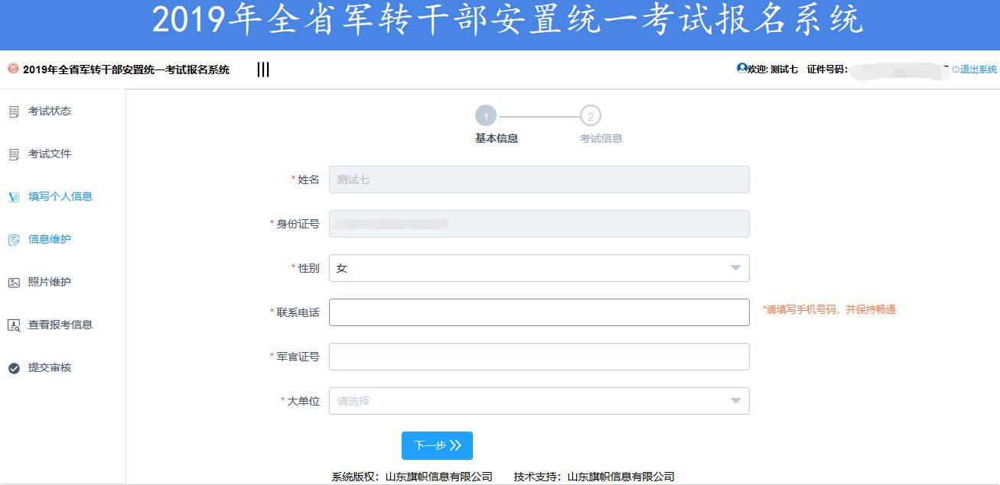 2019年全省军转干部安置统一考试报名系统
2019年全省军转干部安置统一考试报名系统
欢迎: 测试七 证件号码: 退出系统
考试状态
考试文件
填写个人信息
信息维护
照片维护
查看报考信息
提交审核
1 2
基本信息 考试信息
*姓名 测试七
*身份证号
*性别 女
*联系电话 *请填写手机号码，并保持畅通
*军官证号
*大单位 请选择
下一步
系统版权：山东旗帜信息有限公司 技术支持：山东旗帜信息有限公司